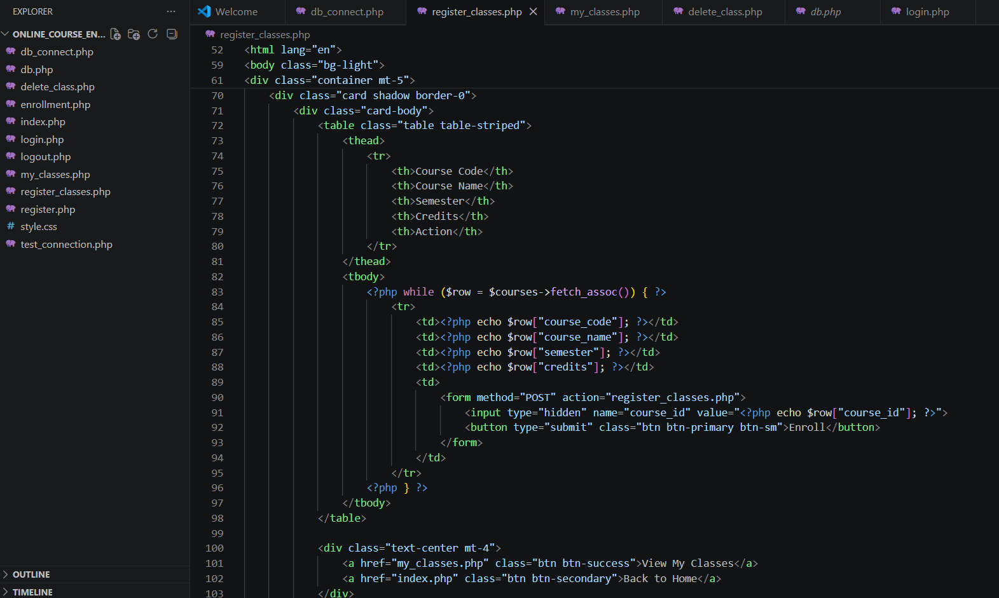 EXPLORER
ONLINE_COURSE_EN...
db_connect.php
db.php
delete_class.php
enrollment.php
index.php
login.php
logout.php
my_classes.php
register_classes.php
register.php
# style.css
test_connection.php
OUTLINE
TIMELINE
Welcome db_connect.php register_classes.php my_classes.php delete_class.php db.php login.php
register_classes.php
52 <html lang="en">
59 <body class="bg-light">
61 <div class="container mt-5">
70 <div class="card shadow border-0">
71 <div class="card-body">
72 <table class="table table-striped">
73 <thead>
74 <tr>
75 <th>Course Code</th>
76 <th>Course Name</th>
77 <th>Semester</th>
78 <th>Credits</th>
79 <th>Action</th>
80 </tr>
81 </thead>
82 <tbody>
83 <?php while ($row = $courses->fetch_assoc()) { ?>
84 <tr>
85 <td><?php echo $row["course_code"]; ?></td>
86 <td><?php echo $row["course_name"]; ?></td>
87 <td><?php echo $row["semester"]; ?></td>
88 <td><?php echo $row["credits"]; ?></td>
89 <td>
90 <form method="POST" action="register_classes.php">
91 <input type="hidden" name="course_id" value="<?php echo $row["course_id"]; ?>">
92 <button type="submit" class="btn btn-primary btn-sm">Enroll</button>
93 </form>
94 </td>
95 </tr>
96 <?php } ?>
97 </tbody>
98 </table>
99
100 <div class="text-center mt-4">
101 <a href="my_classes.php" class="btn btn-success">View My Classes</a>
102 <a href="index.php" class="btn btn-secondary">Back to Home</a>
103 </div>